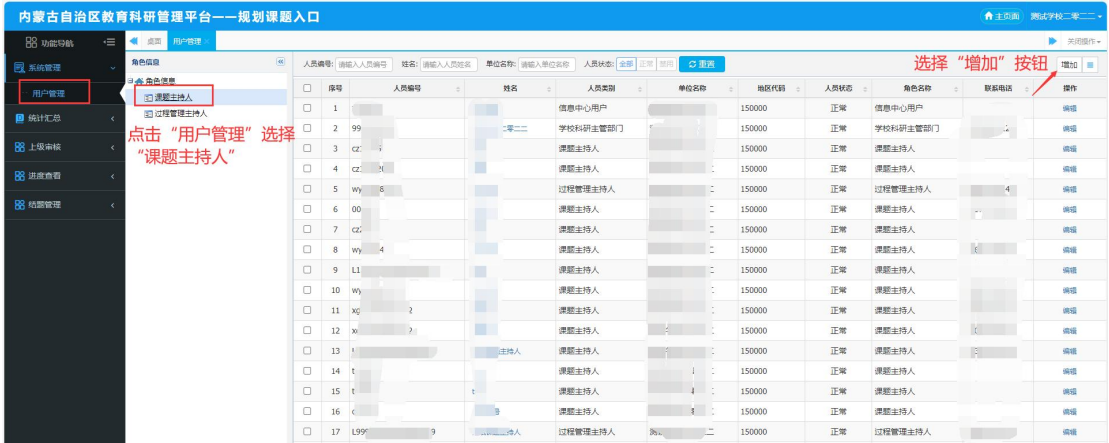 内蒙古自治区教育科研管理平台——规划课题入口 主页面 测试学校二零二二
功能导航 桌面 用户管理 × 关闭操作
系统管理
用户管理
统计汇总
上级审核
进度查看
结题管理
角色信息
角色信息
课题主持人
过程管理主持人
点击“用户管理”选择
“课题主持人”
人员编号: 请输入人员编号 姓名: 请输入人员姓名 单位名称: 请输入单位名称 人员状态: 全部 正常 禁用 重置 选择“增加”按钮 增加
序号 人员编号 姓名 人员类别 单位名称 地区代码 人员状态 角色名称 联系电话 操作
1 信息中心用户 150000 正常 信息中心用户 编辑
2 99 二零二二 学校科研主管部门 150000 正常 学校科研主管部门 编辑
3 课题主持人 150000 正常 课题主持人 编辑
4 课题主持人 150000 正常 课题主持人 编辑
5 过程管理主持人 150000 正常 过程管理主持人 编辑
6 00 课题主持人 150000 正常 课题主持人 编辑
7 课题主持人 150000 正常 课题主持人 编辑
8 课题主持人 150000 正常 课题主持人 编辑
9 L1 课题主持人 150000 正常 课题主持人 编辑
10 课题主持人 150000 正常 课题主持人 编辑
11 课题主持人 150000 正常 课题主持人 编辑
12 课题主持人 150000 正常 课题主持人 编辑
13 主持人 课题主持人 150000 正常 课题主持人 编辑
14 课题主持人 150000 正常 课题主持人 编辑
15 课题主持人 150000 正常 课题主持人 编辑
16 课题主持人 150000 正常 课题主持人 编辑
17 L999 过程管理主持人 150000 正常 过程管理主持人 编辑